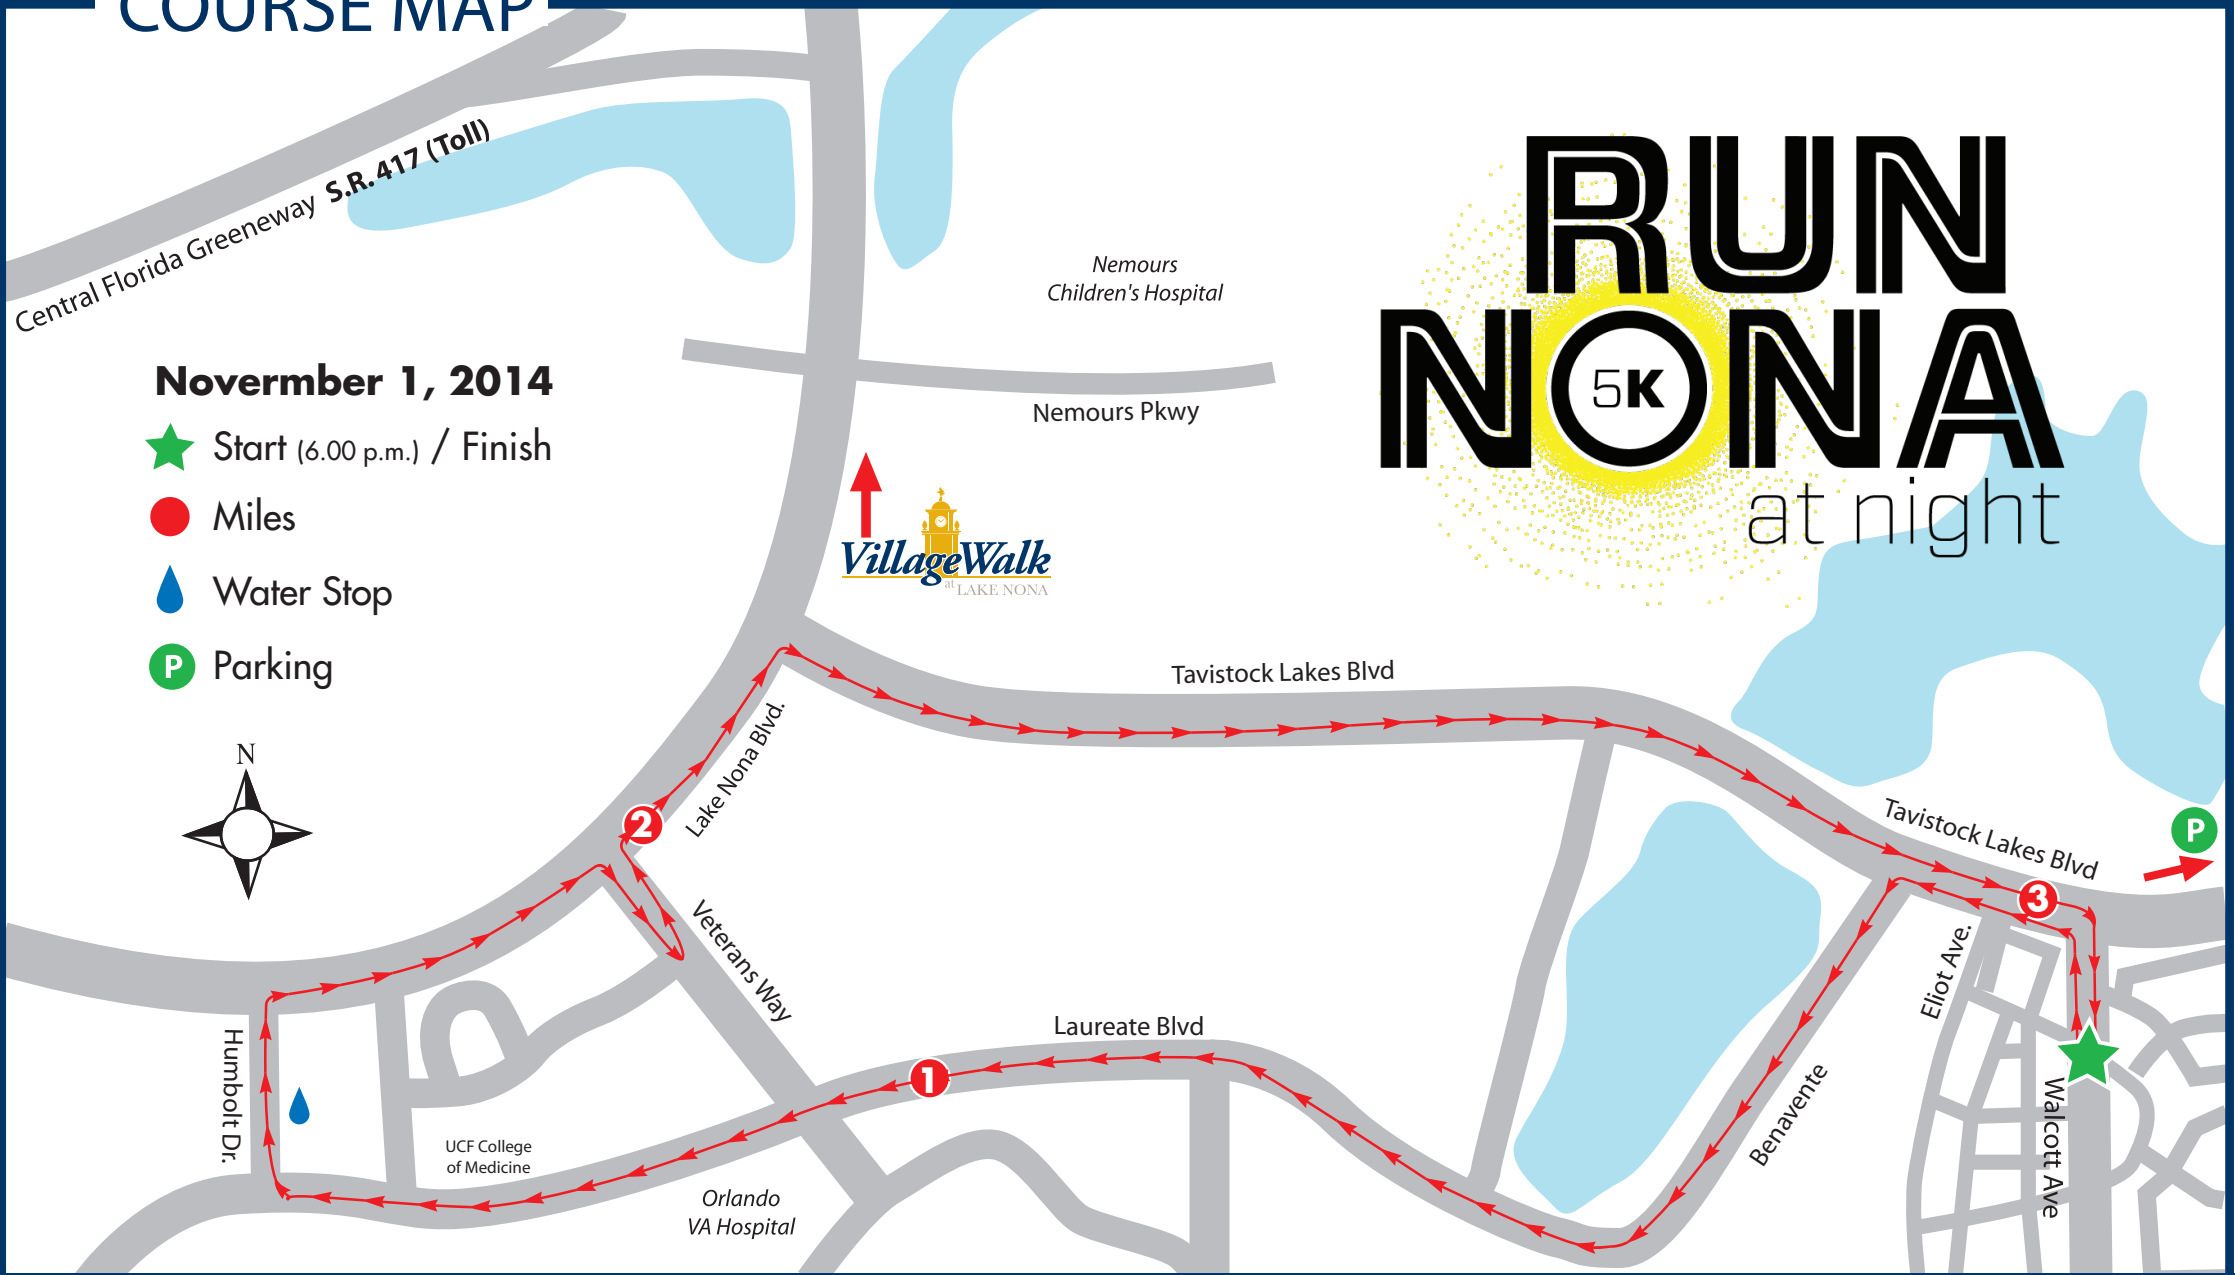 COURSE MAP
Central Florida Greeneway S.R. 417 (Toll)
RUN
NONA
5K
at night
Nemours
Children's Hospital
Novermber 1, 2014
Start (6.00 p.m.) / Finish
Miles
Water Stop
P Parking
Nemours Pkwy
VillageWalk
at LAKE NONA
N
Tavistock Lakes Blvd
Lake Nona Blvd.
2
Tavistock Lakes Blvd
P
3
Veterans Way
Eliot Ave.
Laureate Blvd
1
Humbolt Dr.
Benavente
Walcott Ave
UCF College
of Medicine
Orlando
VA Hospital